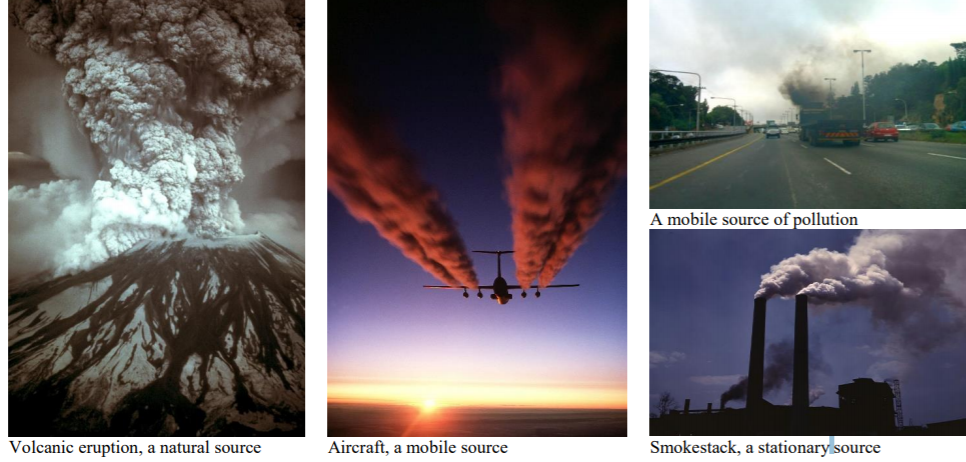 Volcanic eruption, a natural source
Aircraft, a mobile source
A mobile source of pollution
Smokestack, a stationary source